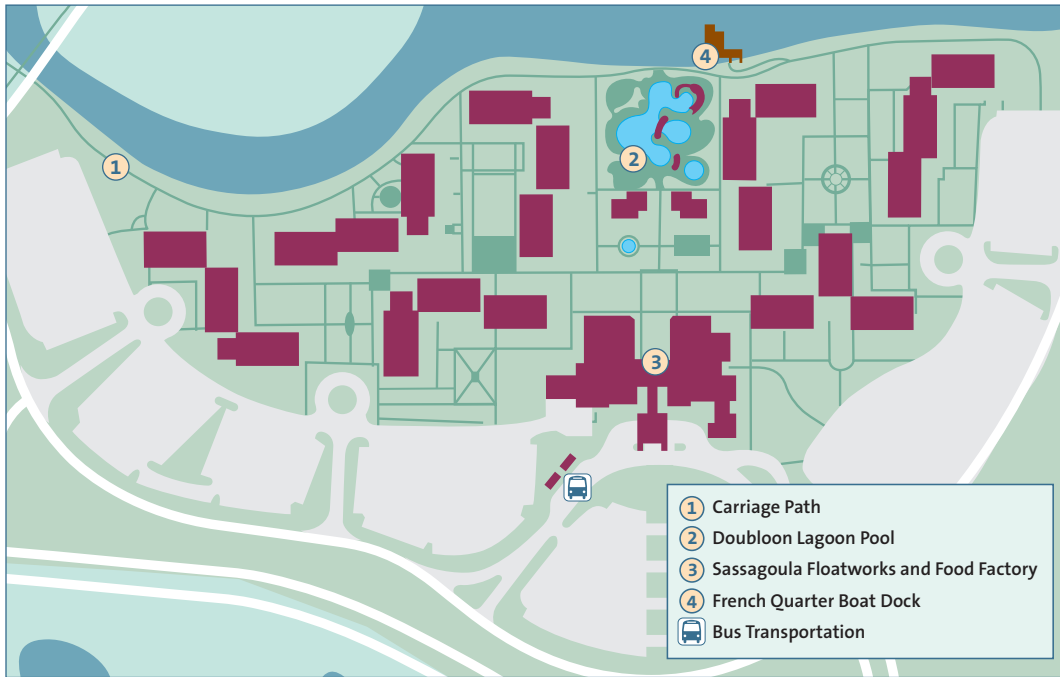 4
1
2
3
1 Carriage Path
2 Doubloon Lagoon Pool
3 Sassagoula Floatworks and Food Factory
4 French Quarter Boat Dock
Bus Transportation